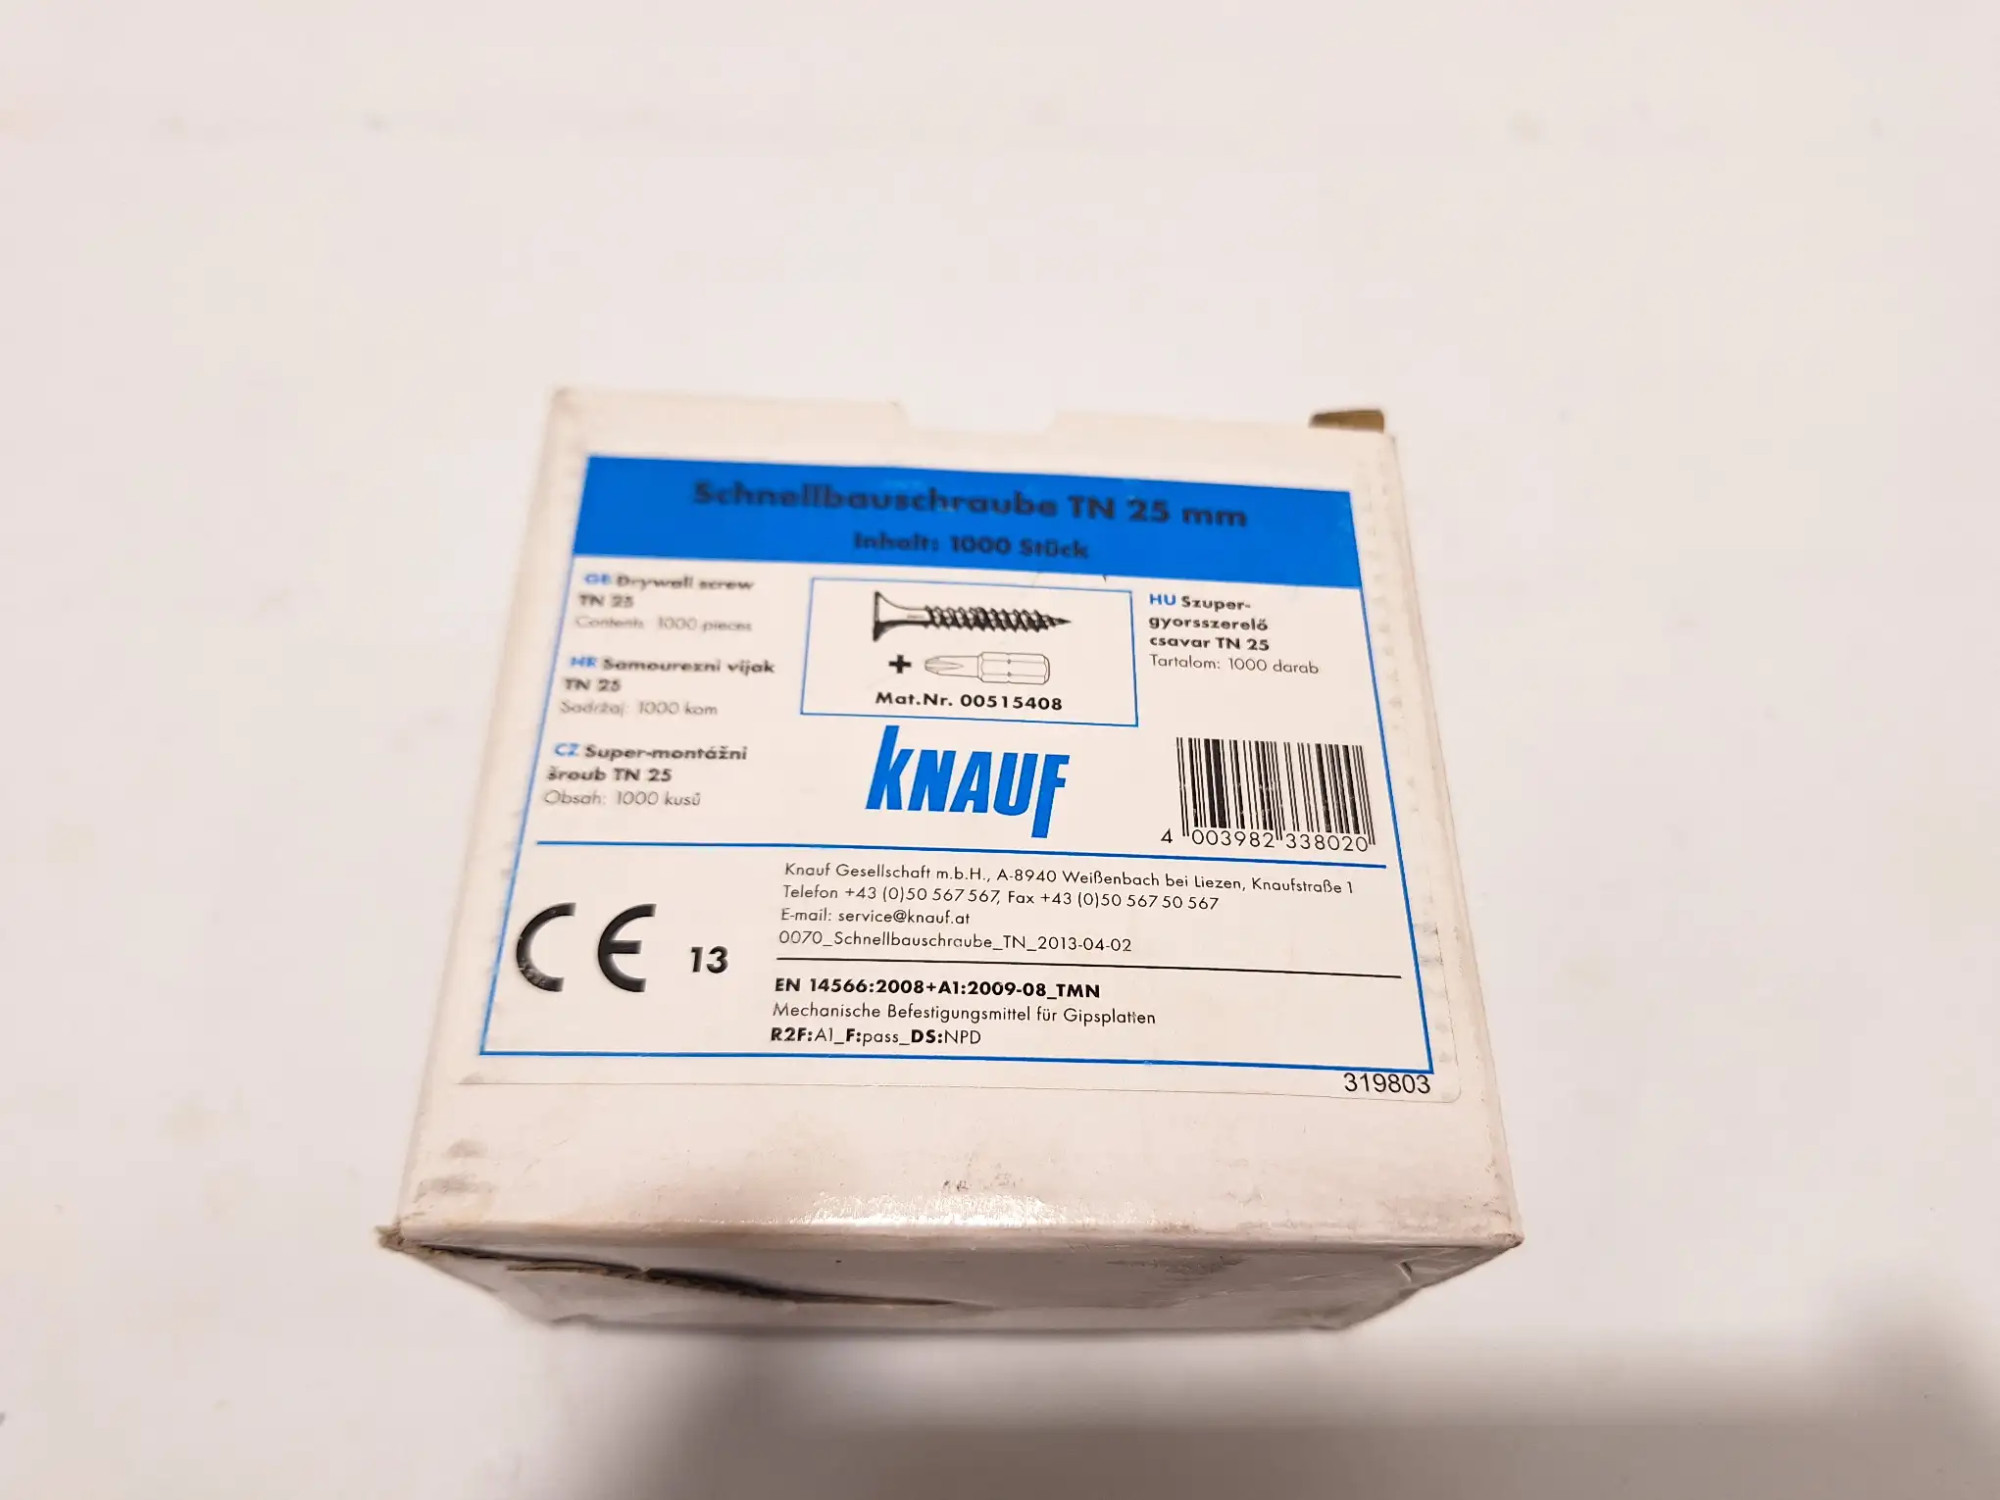 Schnellbauschraube TN 25 mm
Inhalt: 1000 Stück
GB Drywall screw
TN 25
Contents: 1000 pieces
HR Samourezni vijak
TN 25
Sadržaj: 1000 kom
CZ Super-montážni
šroub TN 25
Obsah: 1000 kusů
Mat.Nr. 00515408
KNAUF
HU Szuper-
gyorsszerelő
csavar TN 25
Tartalom: 1000 darab
4 003982 338020
CE 13
Knauf Gesellschaft m.b.H., A-8940 Weißenbach bei Liezen, Knaufstraße 1
Telefon +43 (0)50 567 567, Fax +43 (0)50 567 50 567
E-mail: service@knauf.at
0070_Schnellbauschraube_TN_2013-04-02
EN 14566:2008+A1:2009-08_TMN
Mechanische Befestigungsmittel für Gipsplatten
R2F:A1_F:pass_DS:NPD
319803